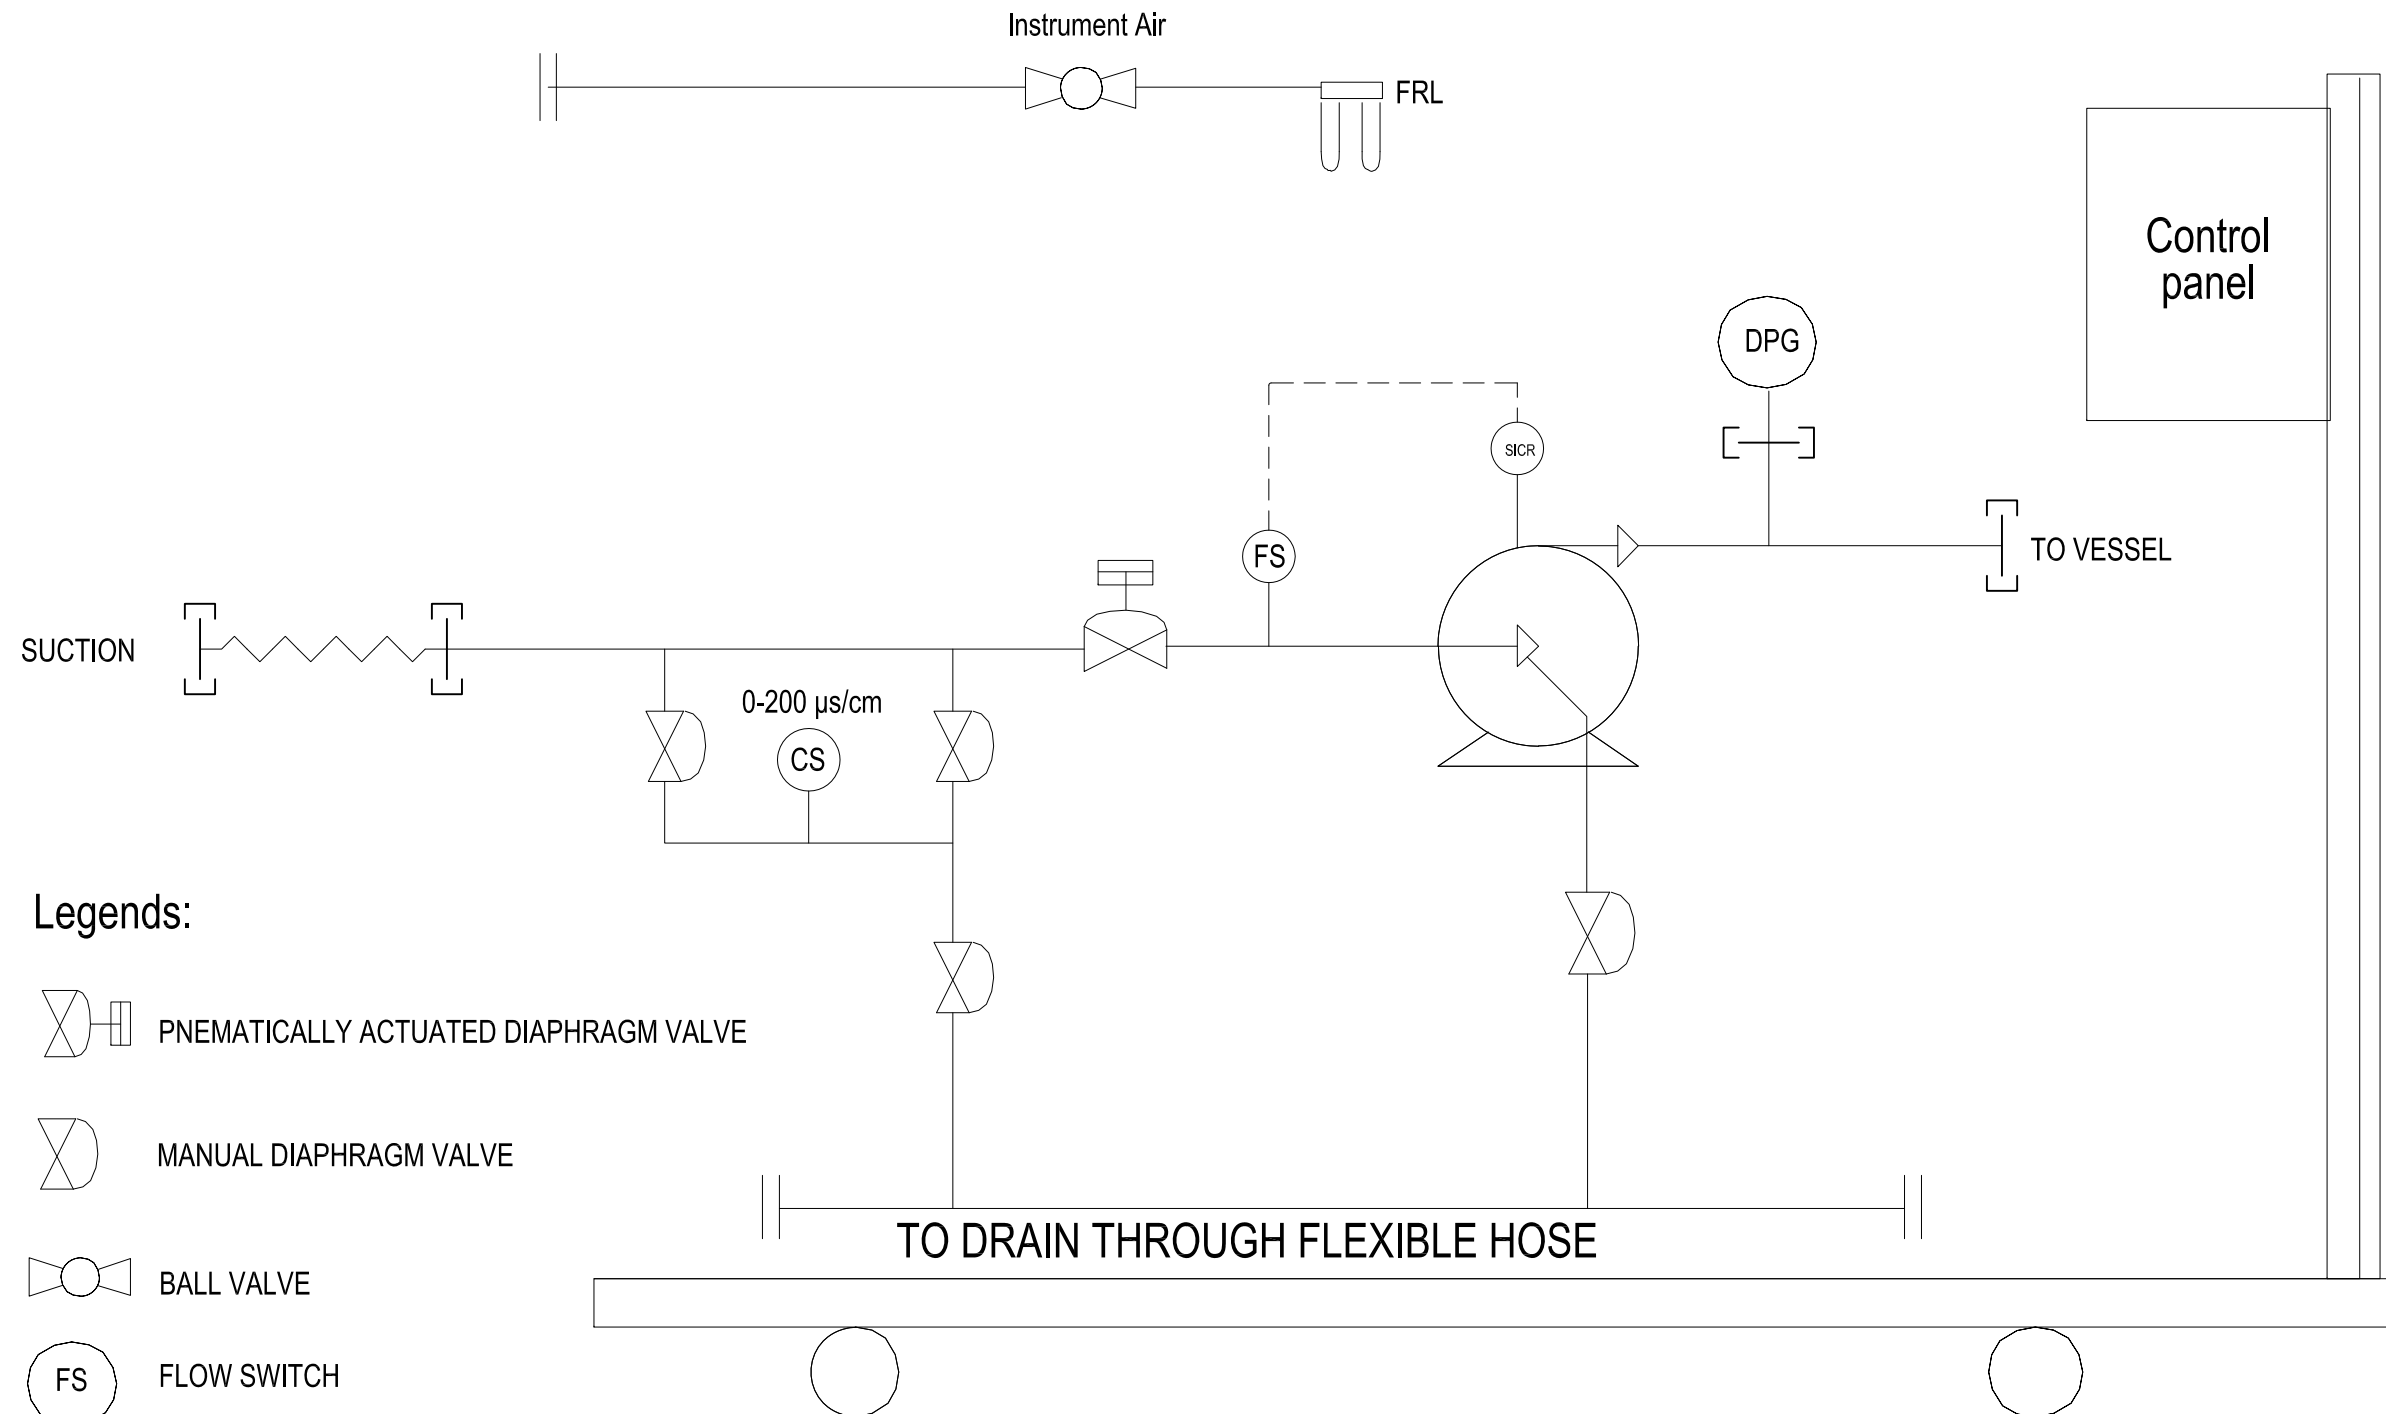 Instrument Air
FRL
Control
panel
DPG
SICR
FS
TO VESSEL
SUCTION
0-200 µs/cm
CS
Legends:
PNEMATICALLY ACTUATED DIAPHRAGM VALVE
MANUAL DIAPHRAGM VALVE
TO DRAIN THROUGH FLEXIBLE HOSE
BALL VALVE
FS FLOW SWITCH